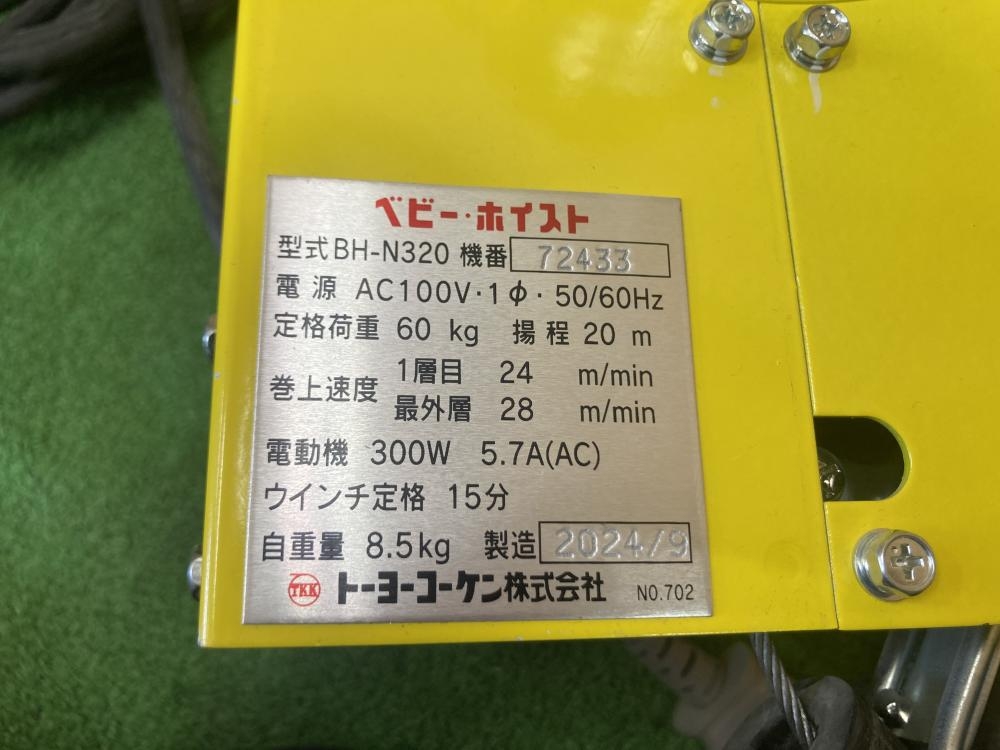 ベビー・ホイスト
型式BH-N320 機番 72433
電源 AC100V・1φ・50/60Hz
定格荷重 60 kg 揚程 20 m
巻上速度 1層目 24 m/min
最外層 28 m/min
電動機 300W 5.7A(AC)
ウインチ定格 15分
自重量 8.5kg 製造 2024/9
TKK トーヨーコーケン株式会社 NO.702